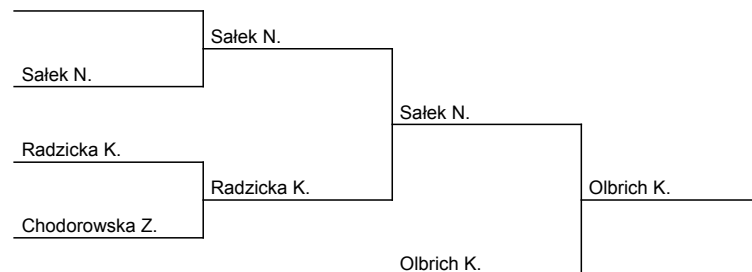 Sałek N.
Sałek N.
Sałek N.
Radzicka K.
Radzicka K.
Olbrich K.
Chodorowska Z.
Olbrich K.